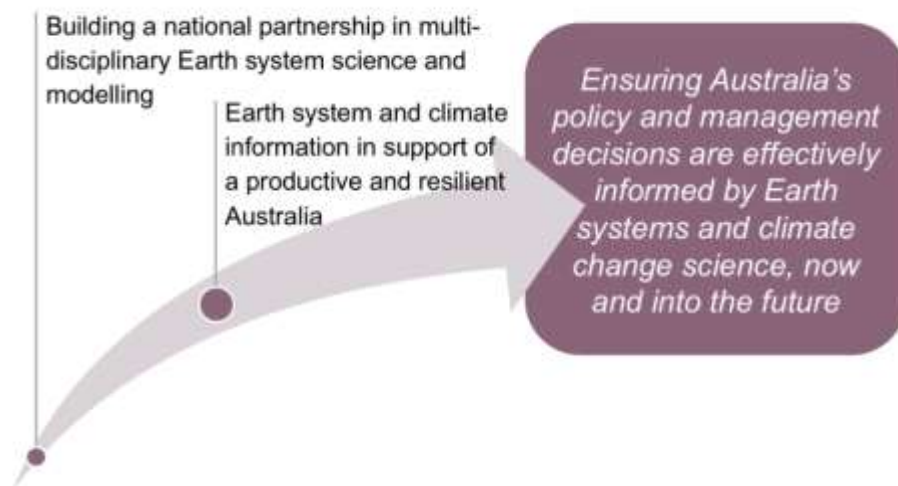 Building a national partnership in multi-
disciplinary Earth system science and
modelling
Earth system and climate
information in support of
a productive and resilient
Australia
Ensuring Australia's
policy and management
decisions are effectively
informed by Earth
systems and climate
change science, now
and into the future